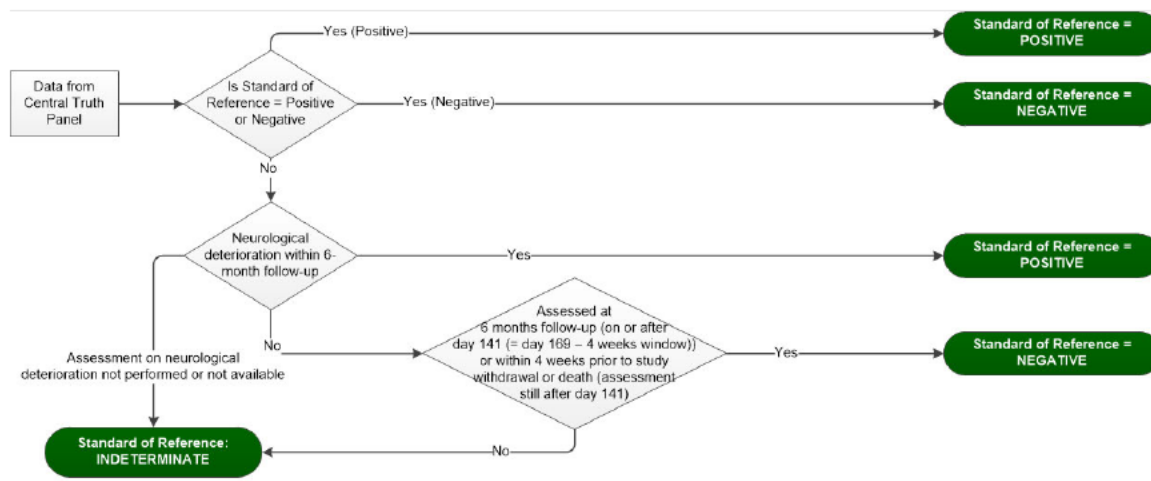 Yes (Positive)
Standard of Reference =
POSITIVE
Data from
Central Truth
Panel
Is Standard of
Reference = Positive
or Negative
Yes (Negative)
Standard of Reference =
NEGATIVE
No
Neurological
deterioration within 6-
month follow-up
Yes
Standard of Reference =
POSITIVE
Assessment on neurological
deterioration not performed or not available
No
Assessed at
6 months follow-up (on or after
day 141 (= day 169 – 4 weeks window))
or within 4 weeks prior to study
withdrawal or death (assessment
still after day 141)
Yes
Standard of Reference =
NEGATIVE
No
Standard of Reference:
INDETERMINATE